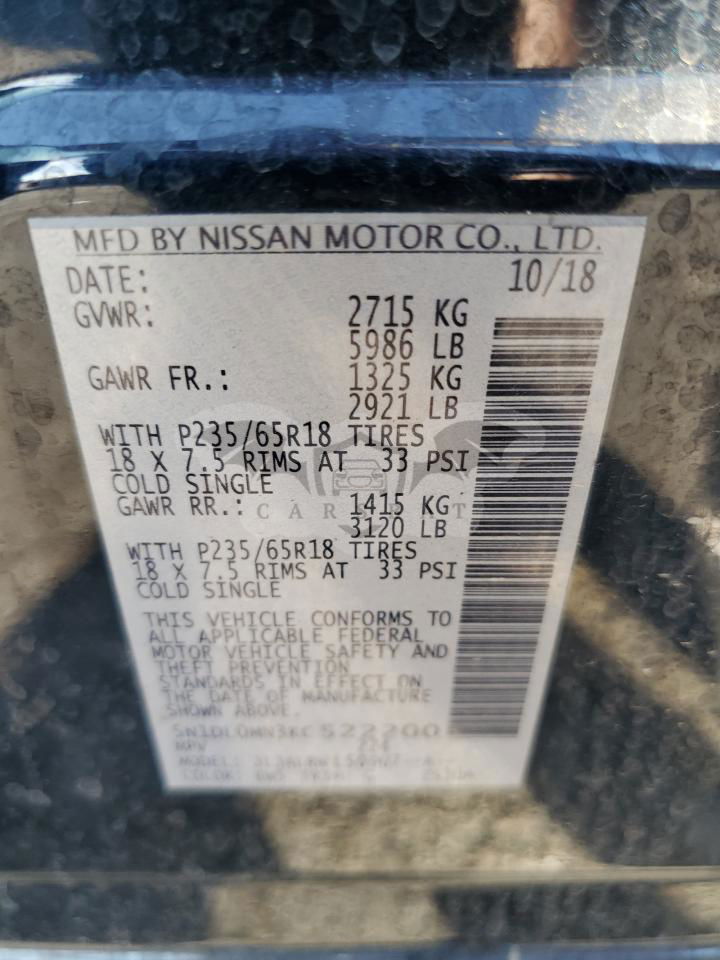 MFD BY NISSAN MOTOR CO., LTD.
DATE: 10/18
GVWR: 2715 KG
5986 LB
GAWR FR.: 1325 KG
2921 LB
WITH P235/65R18 TIRES
18 X 7.5 RIMS AT 33 PSI
COLD SINGLE
GAWR RR.: 1415 KG
3120 LB
WITH P235/65R18 TIRES
18 X 7.5 RIMS AT 33 PSI
COLD SINGLE
THIS VEHICLE CONFORMS TO
ALL APPLICABLE FEDERAL
MOTOR VEHICLE SAFETY AND
THEFT PREVENTION
STANDARDS IN EFFECT ON
THE DATE OF MANUFACTURE
SHOWN ABOVE.
5N1DL0MN3KC522200
MPV
MODEL:
COLOR: